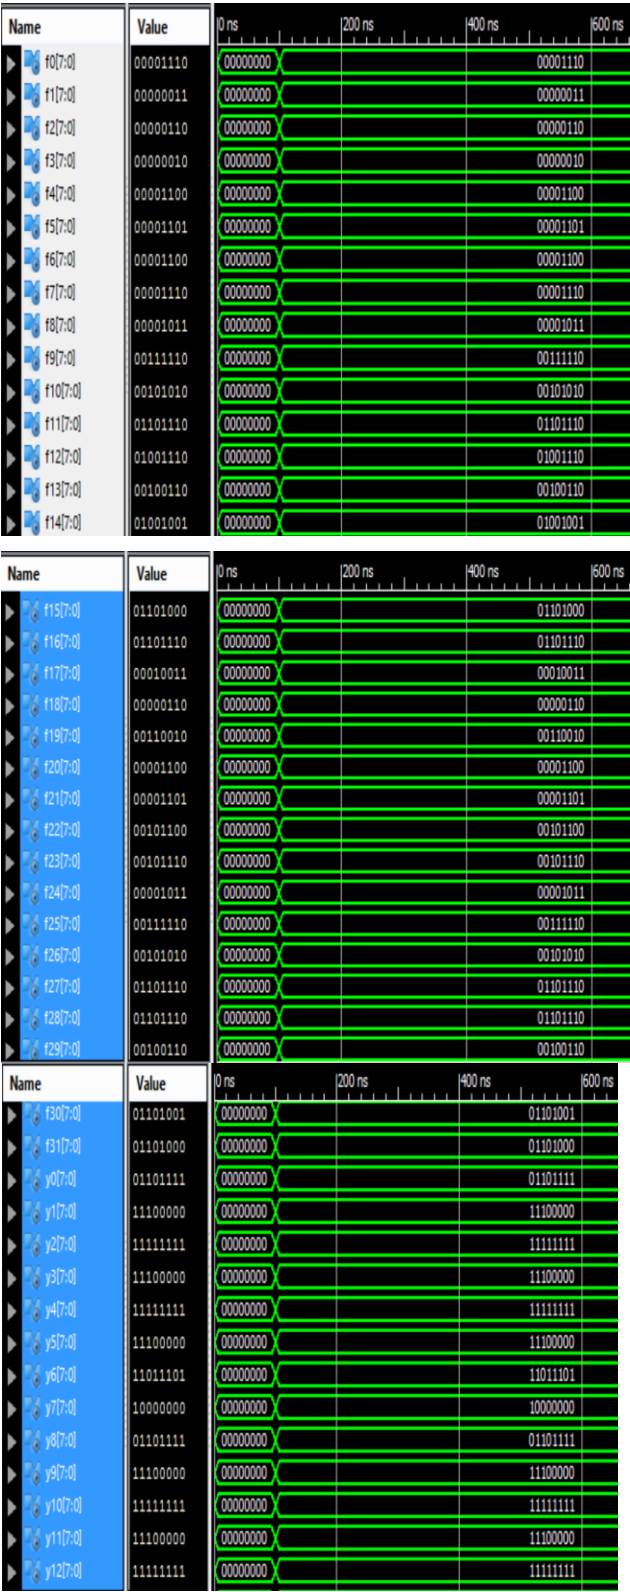 Name Value 0 ns 200 ns 400 ns 600 ns
f0[7:0] 00001110 00000000 00001110
f1[7:0] 00000011 00000000 00000011
f2[7:0] 00000110 00000000 00000110
f3[7:0] 00000010 00000000 00000010
f4[7:0] 00001100 00000000 00001100
f5[7:0] 00001101 00000000 00001101
f6[7:0] 00001100 00000000 00001100
f7[7:0] 00001110 00000000 00001110
f8[7:0] 00001011 00000000 00001011
f9[7:0] 00111110 00000000 00111110
f10[7:0] 00101010 00000000 00101010
f11[7:0] 01101110 00000000 01101110
f12[7:0] 01001110 00000000 01001110
f13[7:0] 00100110 00000000 00100110
f14[7:0] 01001001 00000000 01001001
Name Value 0 ns 200 ns 400 ns 600 ns
f15[7:0] 01101000 00000000 01101000
f16[7:0] 01101110 00000000 01101110
f17[7:0] 00010011 00000000 00010011
f18[7:0] 00000110 00000000 00000110
f19[7:0] 00110010 00000000 00110010
f20[7:0] 00001100 00000000 00001100
f21[7:0] 00001101 00000000 00001101
f22[7:0] 00101100 00000000 00101100
f23[7:0] 00101110 00000000 00101110
f24[7:0] 00001011 00000000 00001011
f25[7:0] 00111110 00000000 00111110
f26[7:0] 00101010 00000000 00101010
f27[7:0] 01101110 00000000 01101110
f28[7:0] 01101110 00000000 01101110
f29[7:0] 00100110 00000000 00100110
Name Value 0 ns 200 ns 400 ns 600 ns
f30[7:0] 01101001 00000000 01101001
f31[7:0] 01101000 00000000 01101000
y0[7:0] 01101111 00000000 01101111
y1[7:0] 11100000 00000000 11100000
y2[7:0] 11111111 00000000 11111111
y3[7:0] 11100000 00000000 11100000
y4[7:0] 11111111 00000000 11111111
y5[7:0] 11100000 00000000 11100000
y6[7:0] 11011101 00000000 11011101
y7[7:0] 10000000 00000000 10000000
y8[7:0] 01101111 00000000 01101111
y9[7:0] 11100000 00000000 11100000
y10[7:0] 11111111 00000000 11111111
y11[7:0] 11100000 00000000 11100000
y12[7:0] 11111111 00000000 11111111